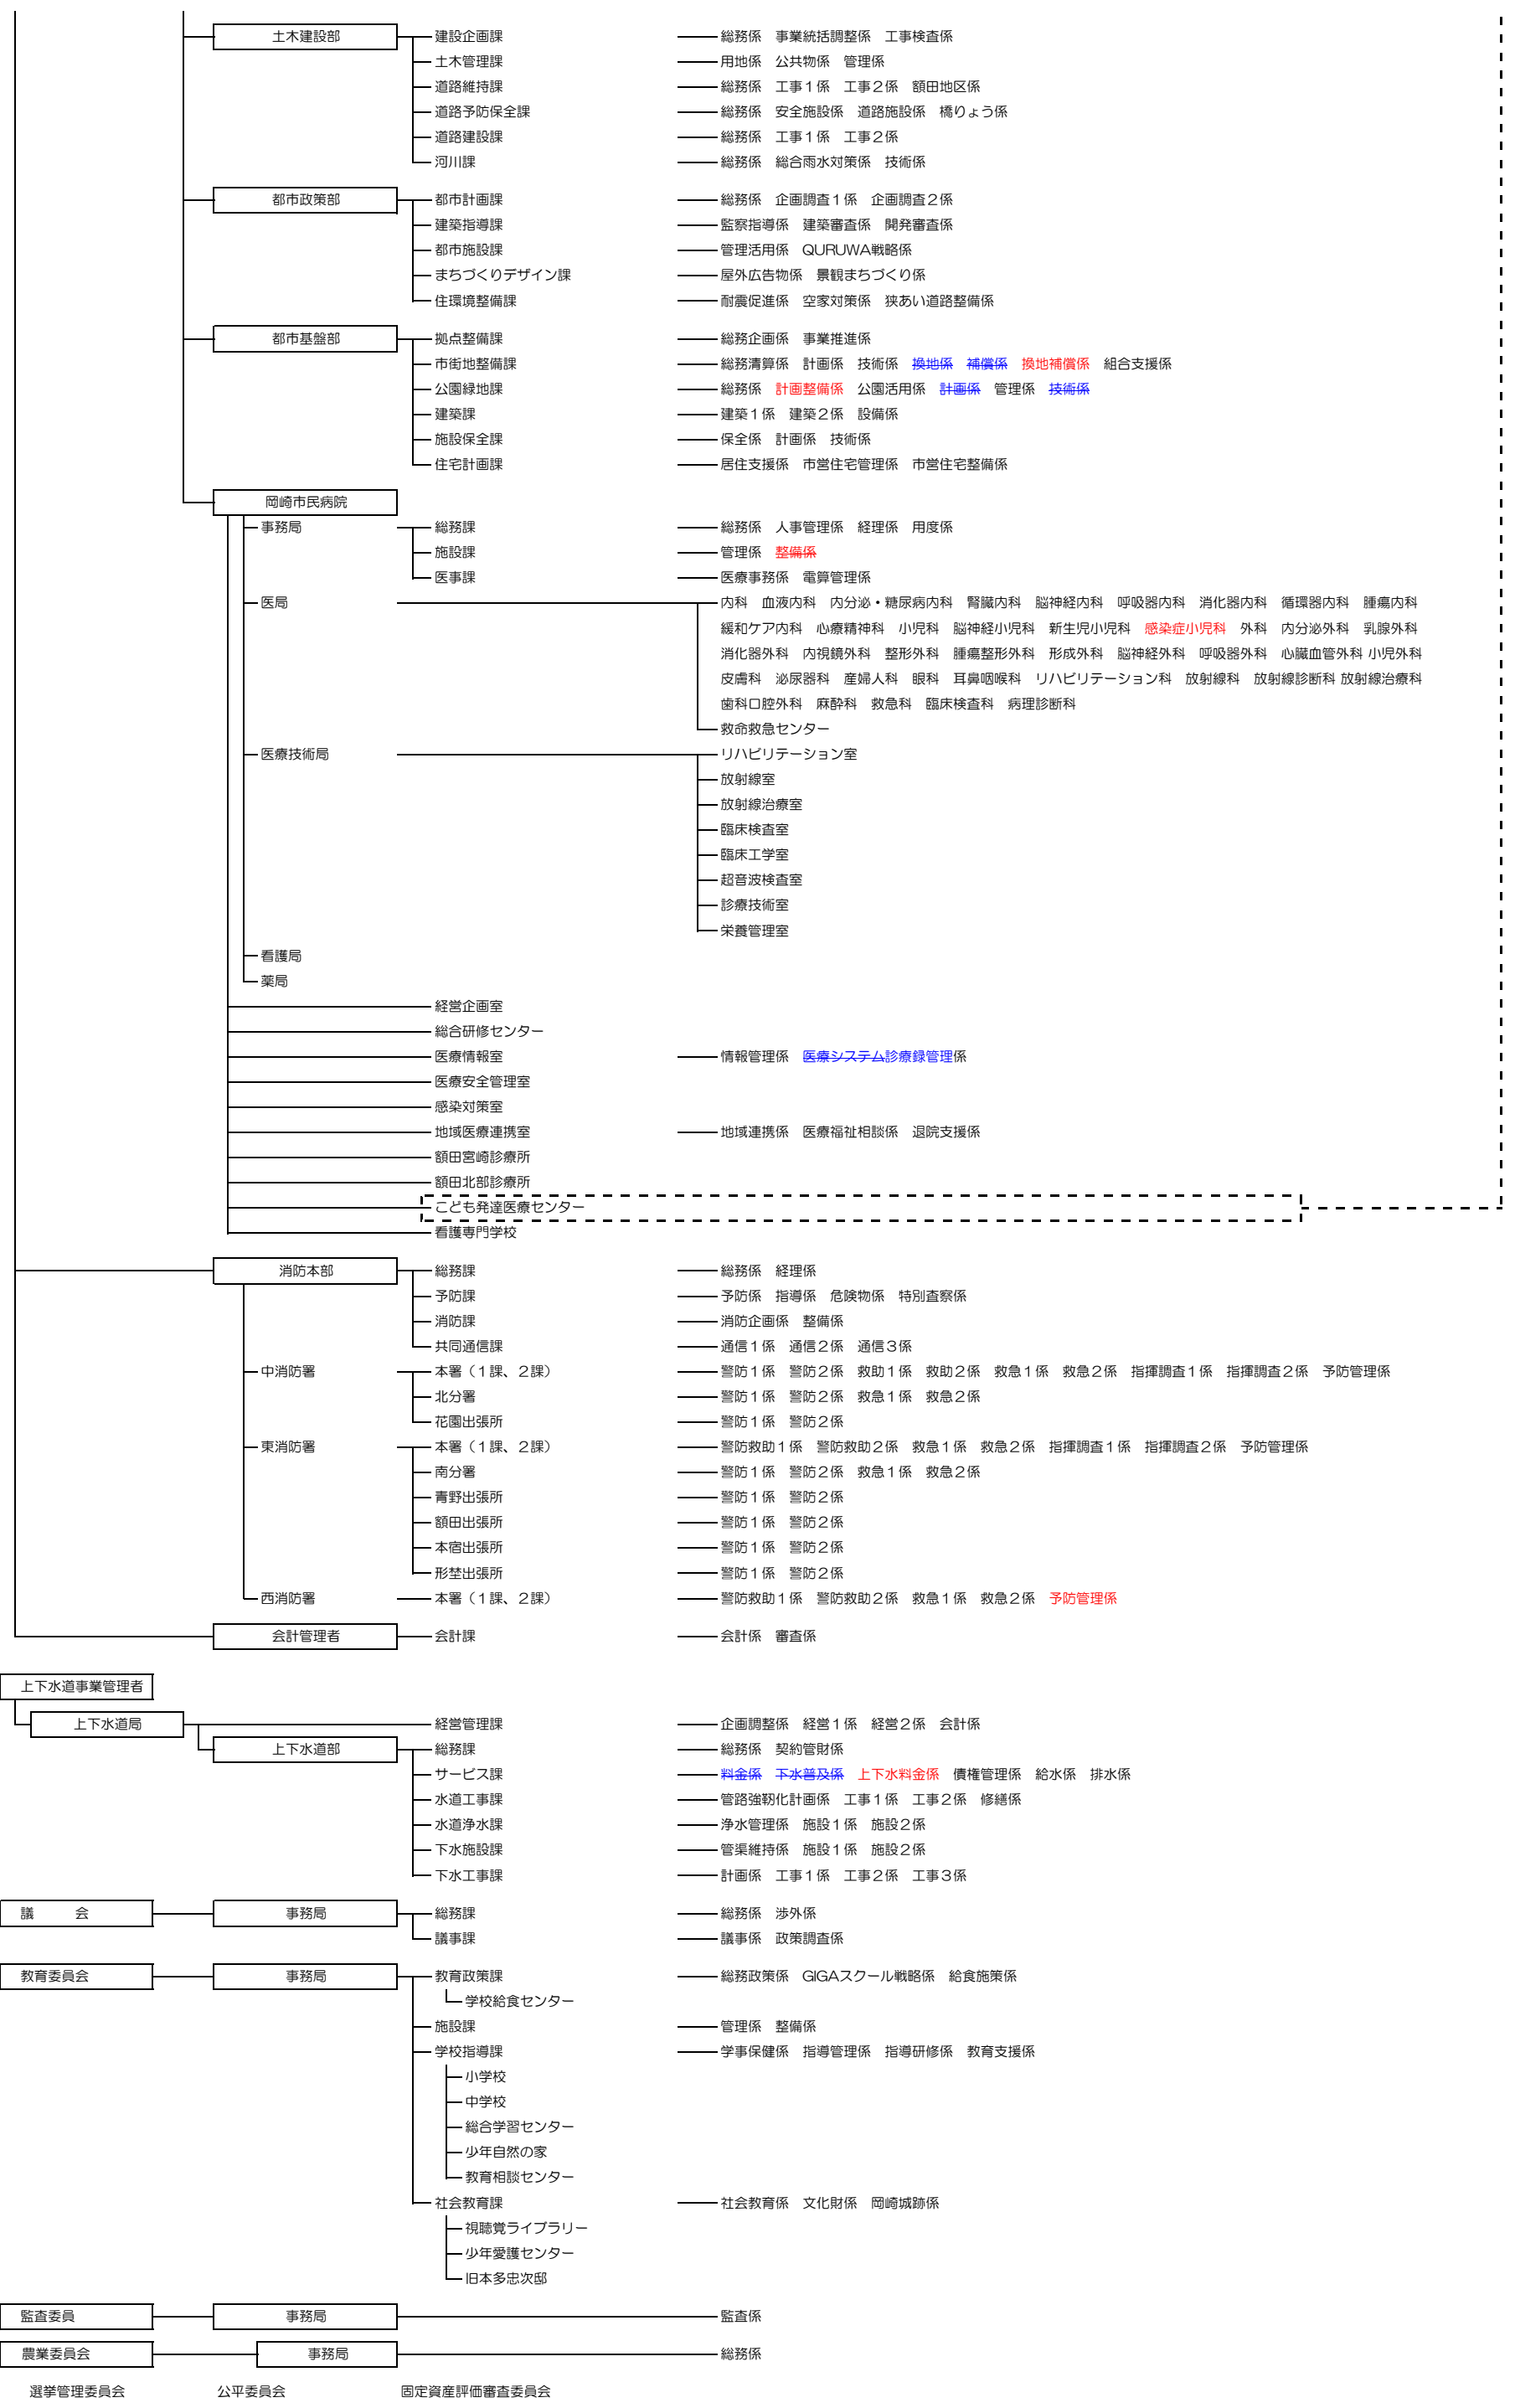 土木建設部 建設企画課 総務係 事業統括調整係 工事検査係
土木管理課 用地係 公共物係 管理係
道路維持課 総務係 工事１係 工事２係 額田地区係
道路予防保全課 総務係 安全施設係 道路施設係 橋りょう係
道路建設課 総務係 工事１係 工事２係
河川課 総務係 総合雨水対策係 技術係
都市政策部 都市計画課 総務係 企画調査１係 企画調査２係
建築指導課 監察指導係 建築審査係 開発審査係
都市施設課 管理活用係 QURUWA戦略係
まちづくりデザイン課 屋外広告物係 景観まちづくり係
住環境整備課 耐震促進係 空家対策係 狭あい道路整備係
都市基盤部 拠点整備課 総務企画係 事業推進係
市街地整備課 総務清算係 計画係 技術係 換地係 補償係 換地補償係 組合支援係
公園緑地課 総務係 計画整備係 公園活用係 計画係 管理係 技術係
建築課 建築１係 建築２係 設備係
施設保全課 保全係 計画係 技術係
住宅計画課 居住支援係 市営住宅管理係 市営住宅整備係
岡崎市民病院
事務局 総務課 総務係 人事管理係 経理係 用度係
施設課 管理係 整備係
医事課 医療事務係 電算管理係
医局 内科 血液内科 内分泌・糖尿病内科 腎臓内科 脳神経内科 呼吸器内科 消化器内科 循環器内科 腫瘍内科
緩和ケア内科 心療精神科 小児科 脳神経小児科 新生児小児科 感染症小児科 外科 内分泌外科 乳腺外科
消化器外科 内視鏡外科 整形外科 腫瘍整形外科 形成外科 脳神経外科 呼吸器外科 心臓血管外科 小児外科
皮膚科 泌尿器科 産婦人科 眼科 耳鼻咽喉科 リハビリテーション科 放射線科 放射線診断科 放射線治療科
歯科口腔外科 麻酔科 救急科 臨床検査科 病理診断科
救命救急センター
医療技術局 リハビリテーション室
放射線室
放射線治療室
臨床検査室
臨床工学室
超音波検査室
診療技術室
栄養管理室
看護局
薬局
経営企画室
総合研修センター
医療情報室 情報管理係 医療システム診療録管理係
医療安全管理室
感染対策室
地域医療連携室 地域連携係 医療福祉相談係 退院支援係
額田宮崎診療所
額田北部診療所
こども発達医療センター
看護専門学校
消防本部 総務課 総務係 経理係
予防課 予防係 指導係 危険物係 特別査察係
消防課 消防企画係 整備係
共同通信課 通信１係 通信２係 通信３係
中消防署 本署（１課、２課） 警防１係 警防２係 救助１係 救助２係 救急１係 救急２係 指揮調査１係 指揮調査２係 予防管理係
北分署 警防１係 警防２係 救急１係 救急２係
花園出張所 警防１係 警防２係
東消防署 本署（１課、２課） 警防救助１係 警防救助２係 救急１係 救急２係 指揮調査１係 指揮調査２係 予防管理係
南分署 警防１係 警防２係 救急１係 救急２係
青野出張所 警防１係 警防２係
額田出張所 警防１係 警防２係
本宿出張所 警防１係 警防２係
形埜出張所 警防１係 警防２係
西消防署 本署（１課、２課） 警防救助１係 警防救助２係 救急１係 救急２係 予防管理係
会計管理者 会計課 会計係 審査係
上下水道事業管理者
上下水道局 経営管理課 企画調整係 経営１係 経営２係 会計係
上下水道部 総務課 総務係 契約管財係
サービス課 料金係 下水普及係 上下水料金係 債権管理係 給水係 排水係
水道工事課 管路強靭化計画係 工事１係 工事２係 修繕係
水道浄水課 浄水管理係 施設１係 施設２係
下水施設課 管渠維持係 施設１係 施設２係
下水工事課 計画係 工事１係 工事２係 工事３係
議　会 事務局 総務課 総務係 渉外係
議事課 議事係 政策調査係
教育委員会 事務局 教育政策課 総務政策係 GIGAスクール戦略係 給食施策係
学校給食センター
施設課 管理係 整備係
学校指導課 学事保健係 指導管理係 指導研修係 教育支援係
小学校
中学校
総合学習センター
少年自然の家
教育相談センター
社会教育課 社会教育係 文化財係 岡崎城跡係
視聴覚ライブラリー
少年愛護センター
旧本多忠次邸
監査委員 事務局 監査係
農業委員会 事務局 総務係
選挙管理委員会 公平委員会 固定資産評価審査委員会